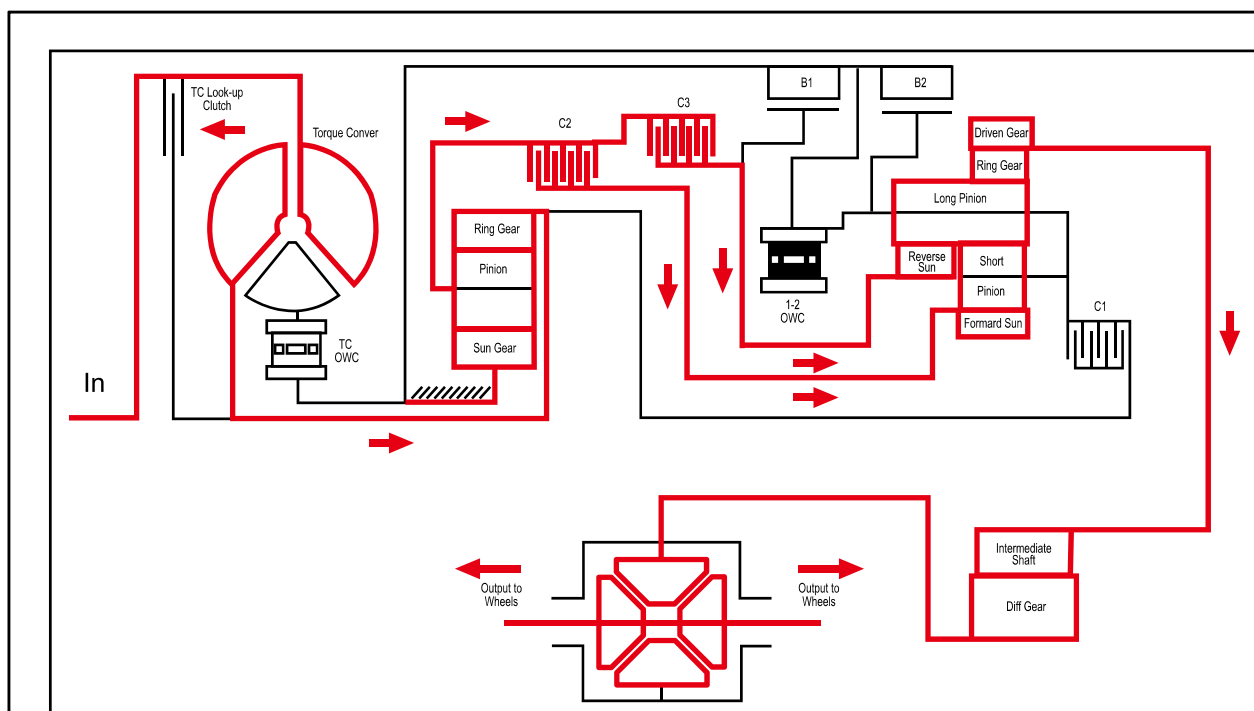 TC Look-up
Clutch
Torque Conver
In
TC
OWC
C2
C3
Ring Gear
Pinion
Sun Gear
B1
B2
1-2
OWC
Driven Gear
Ring Gear
Long Pinion
Reverse
Sun
Short
Pinion
Formard Sun
C1
Output to
Wheels
Output to
Wheels
Intermediate
Shaft
Diff Gear